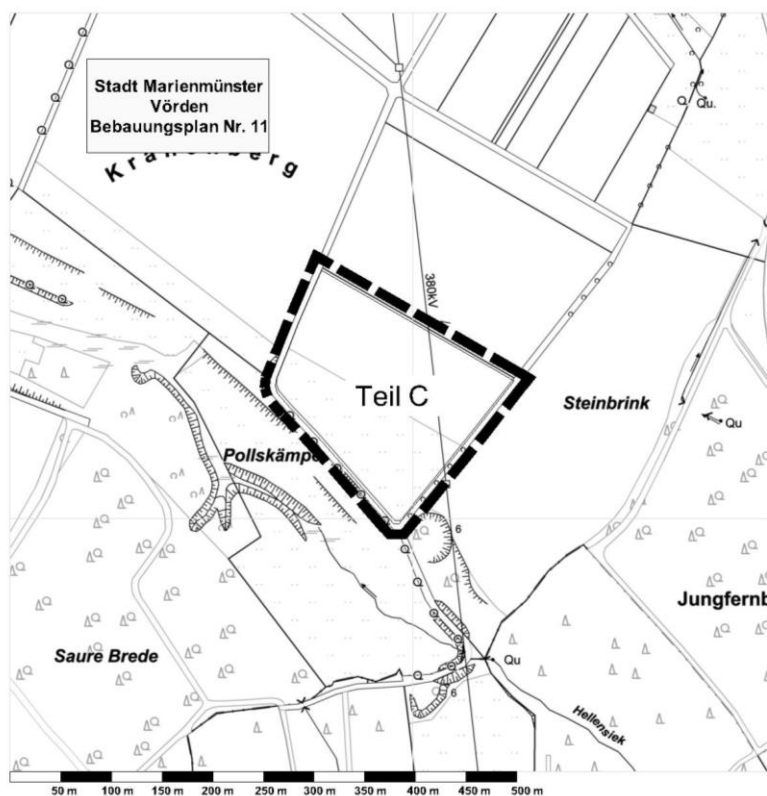 Stadt Marienmünster
Vörden
Bebauungsplan Nr. 11
Kranenberg
Qu.
380kV
Teil C
Steinbrink
Qu
Pollskämpe
6
Jungfernb
Saure Brede
Qu
6
Hellensiek
50 m 100 m 150 m 200 m 250 m 300 m 350 m 400 m 450 m 500 m